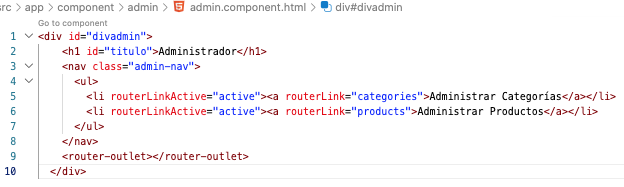 src > app > component > admin > admin.component.html > div#divadmin
Go to component
1 <div id="divadmin">
2 <h1 id="titulo">Administrador</h1>
3 <nav class="admin-nav">
4 <ul>
5 <li routerLinkActive="active"><a routerLink="categories">Administrar Categorías</a></li>
6 <li routerLinkActive="active"><a routerLink="products">Administrar Productos</a></li>
7 </ul>
8 </nav>
9 <router-outlet></router-outlet>
10 </div>